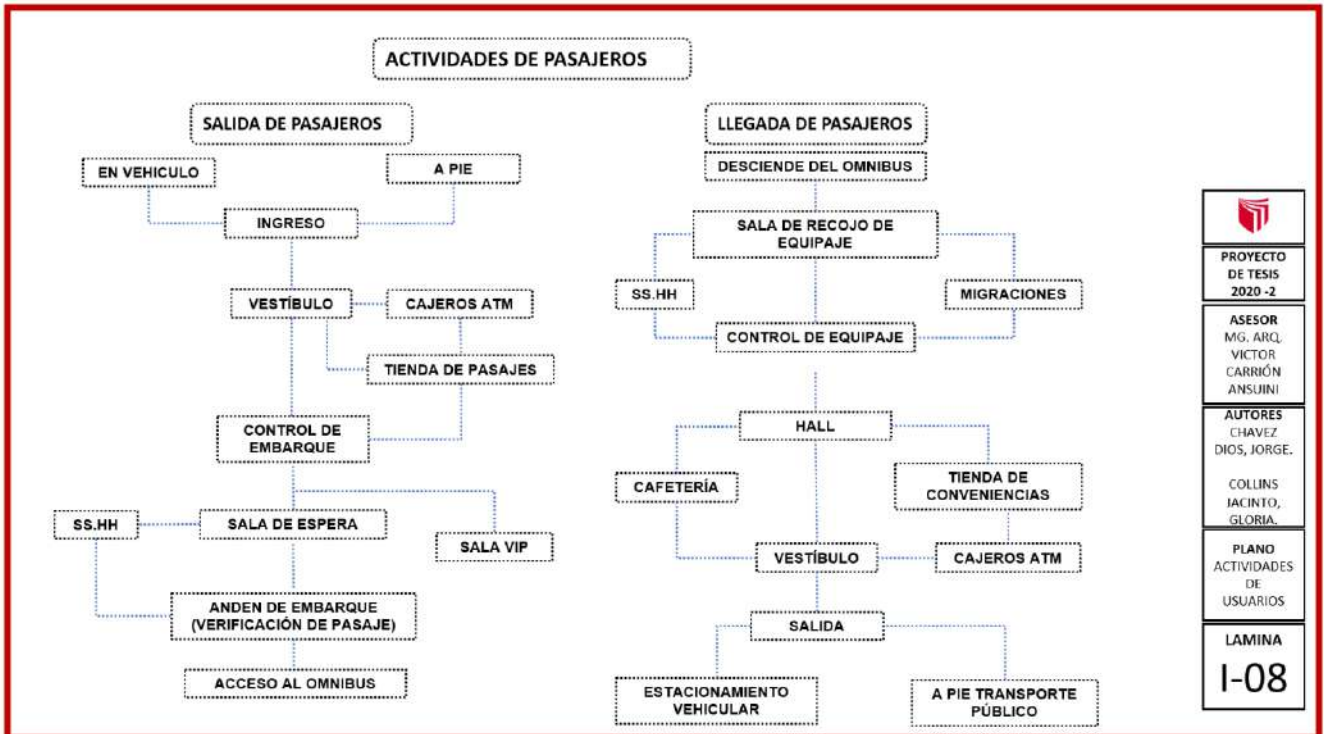 ACTIVIDADES DE PASAJEROS
SALIDA DE PASAJEROS
EN VEHICULO
A PIE
INGRESO
VESTÍBULO
CAJEROS ATM
TIENDA DE PASAJES
CONTROL DE
EMBARQUE
SS.HH
SALA DE ESPERA
SALA VIP
ANDEN DE EMBARQUE
(VERIFICACIÓN DE PASAJE)
ACCESO AL OMNIBUS
LLEGADA DE PASAJEROS
DESCIENDE DEL OMNIBUS
SALA DE RECOJO DE
EQUIPAJE
SS.HH
MIGRACIONES
CONTROL DE EQUIPAJE
HALL
CAFETERÍA
TIENDA DE
CONVENIENCIAS
VESTÍBULO
CAJEROS ATM
SALIDA
ESTACIONAMIENTO
VEHICULAR
A PIE TRANSPORTE
PÚBLICO
PROYECTO
DE TESIS
2020 -2
ASESOR
MG. ARQ.
VICTOR
CARRIÓN
ANSUINI
AUTORES
CHAVEZ
DIOS, JORGE.
COLLINS
JACINTO,
GLORIA.
PLANO
ACTIVIDADES
DE
USUARIOS
LAMINA
I-08